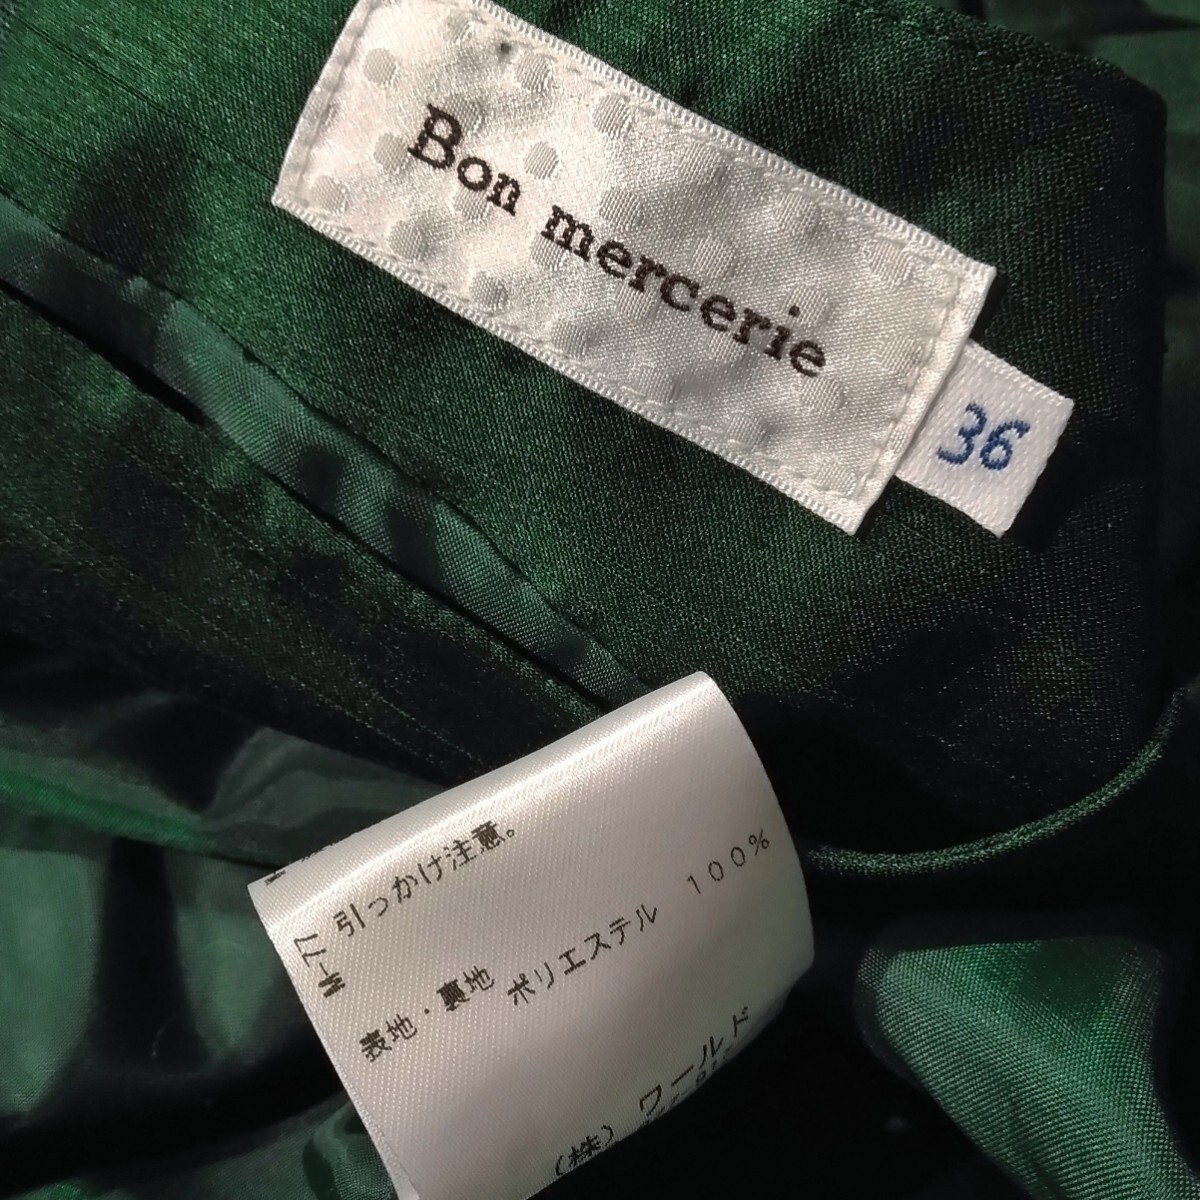 Bon mercerie
36
引っかけ注意。
表地・裏地
ポリエステル 100%
(株) ワールド